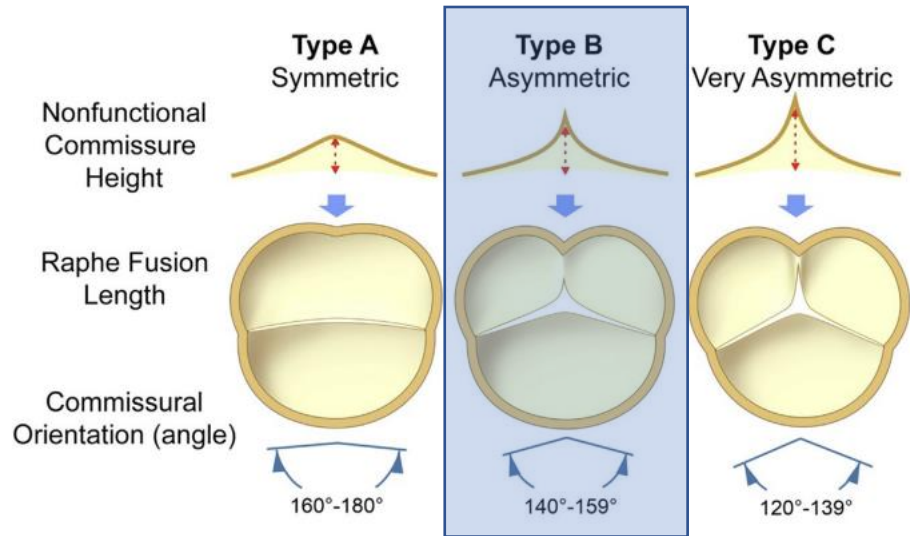 Type A
Symmetric
Type B
Asymmetric
Type C
Very Asymmetric
Nonfunctional
Commissure
Height
Raphe Fusion
Length
Commissural
Orientation (angle)
160°-180°
140°-159°
120°-139°